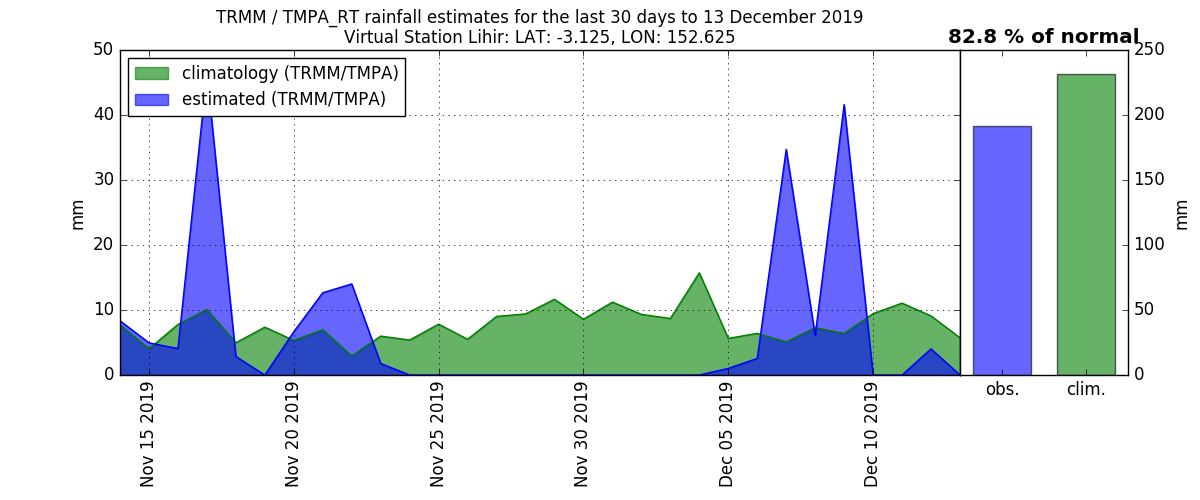 TRMM / TMPA_RT rainfall estimates for the last 30 days to 13 December 2019
Virtual Station Lihir: LAT: -3.125, LON: 152.625
82.8 % of normal
climatology (TRMM/TMPA)
estimated (TRMM/TMPA)
50
40
30
20
10
0
mm
Nov 15 2019
Nov 20 2019
Nov 25 2019
Nov 30 2019
Dec 05 2019
Dec 10 2019
obs.
clim.
250
200
150
100
50
0
mm